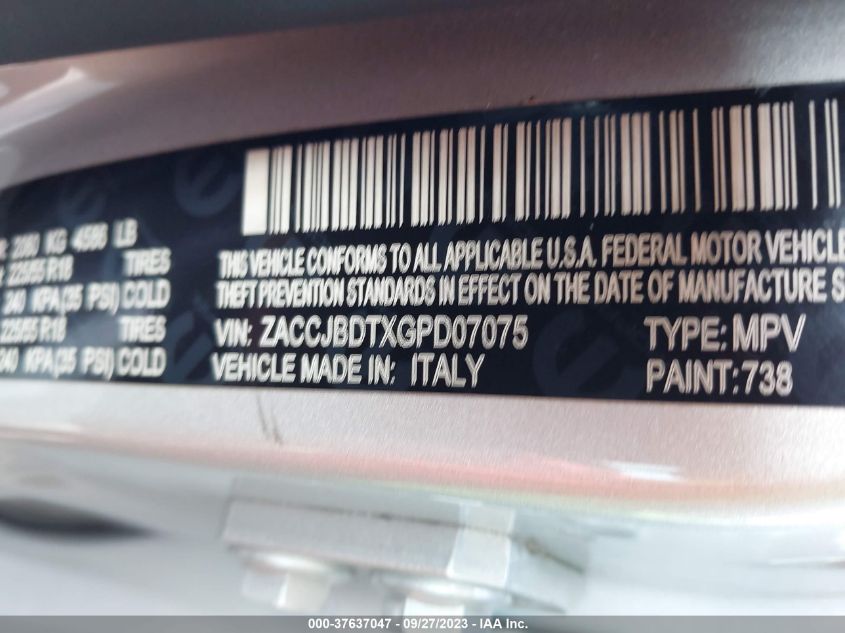 2080 KG 4586 LB
225/55 R18 TIRES
240 KPA(35 PSI) COLD
225/55 R18 TIRES
240 KPA(35 PSI) COLD
THIS VEHICLE CONFORMS TO ALL APPLICABLE U.S.A. FEDERAL MOTOR VEHICLE
THEFT PREVENTION STANDARDS IN EFFECT ON THE DATE OF MANUFACTURE S
VIN: ZACCJBDTXGPD07075 TYPE: MPV
VEHICLE MADE IN: ITALY PAINT: 738
000-37637047 — 09/27/2023 — © IAA Inc.